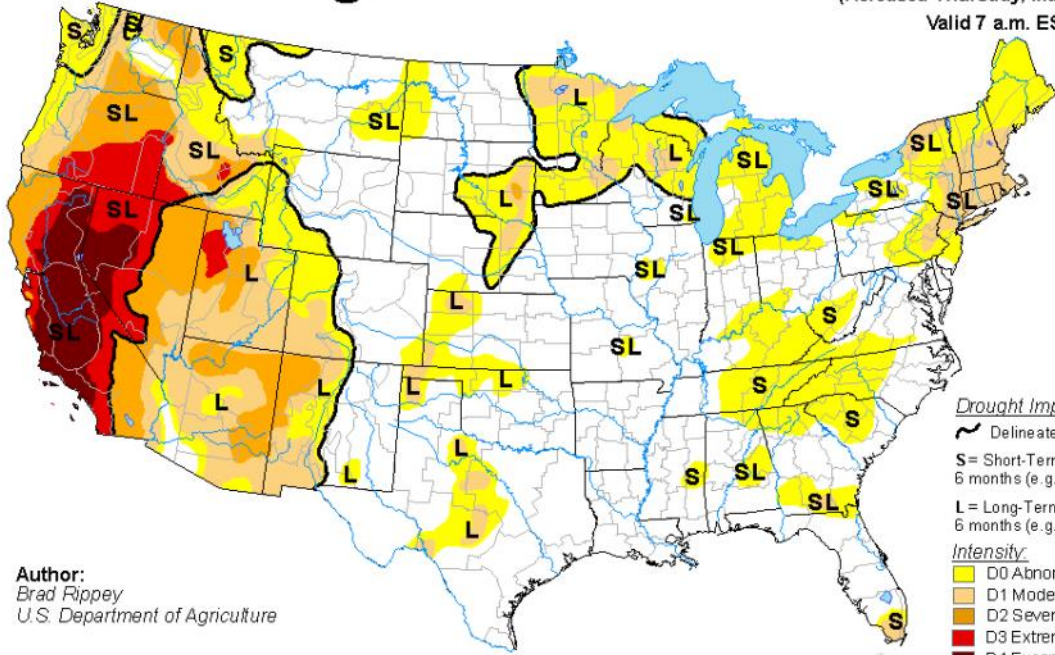 Valid 7 a.m. ES
S
S
S
SL
SL
L
SL
SL
L
L
SL
SL
SL
SL
SL
L
SL
SL
L
SL
L
SL
S
L
L
L
L
S
S
L
L
S
SL
SL
L
S
Drought Imp
Delineate
S = Short-Term
6 months (e.g.
L = Long-Term
6 months (e.g.
Intensity:
D0 Abnor
D1 Mode
D2 Sever
D3 Extrem
Author:
Brad Rippey
U.S. Department of Agriculture